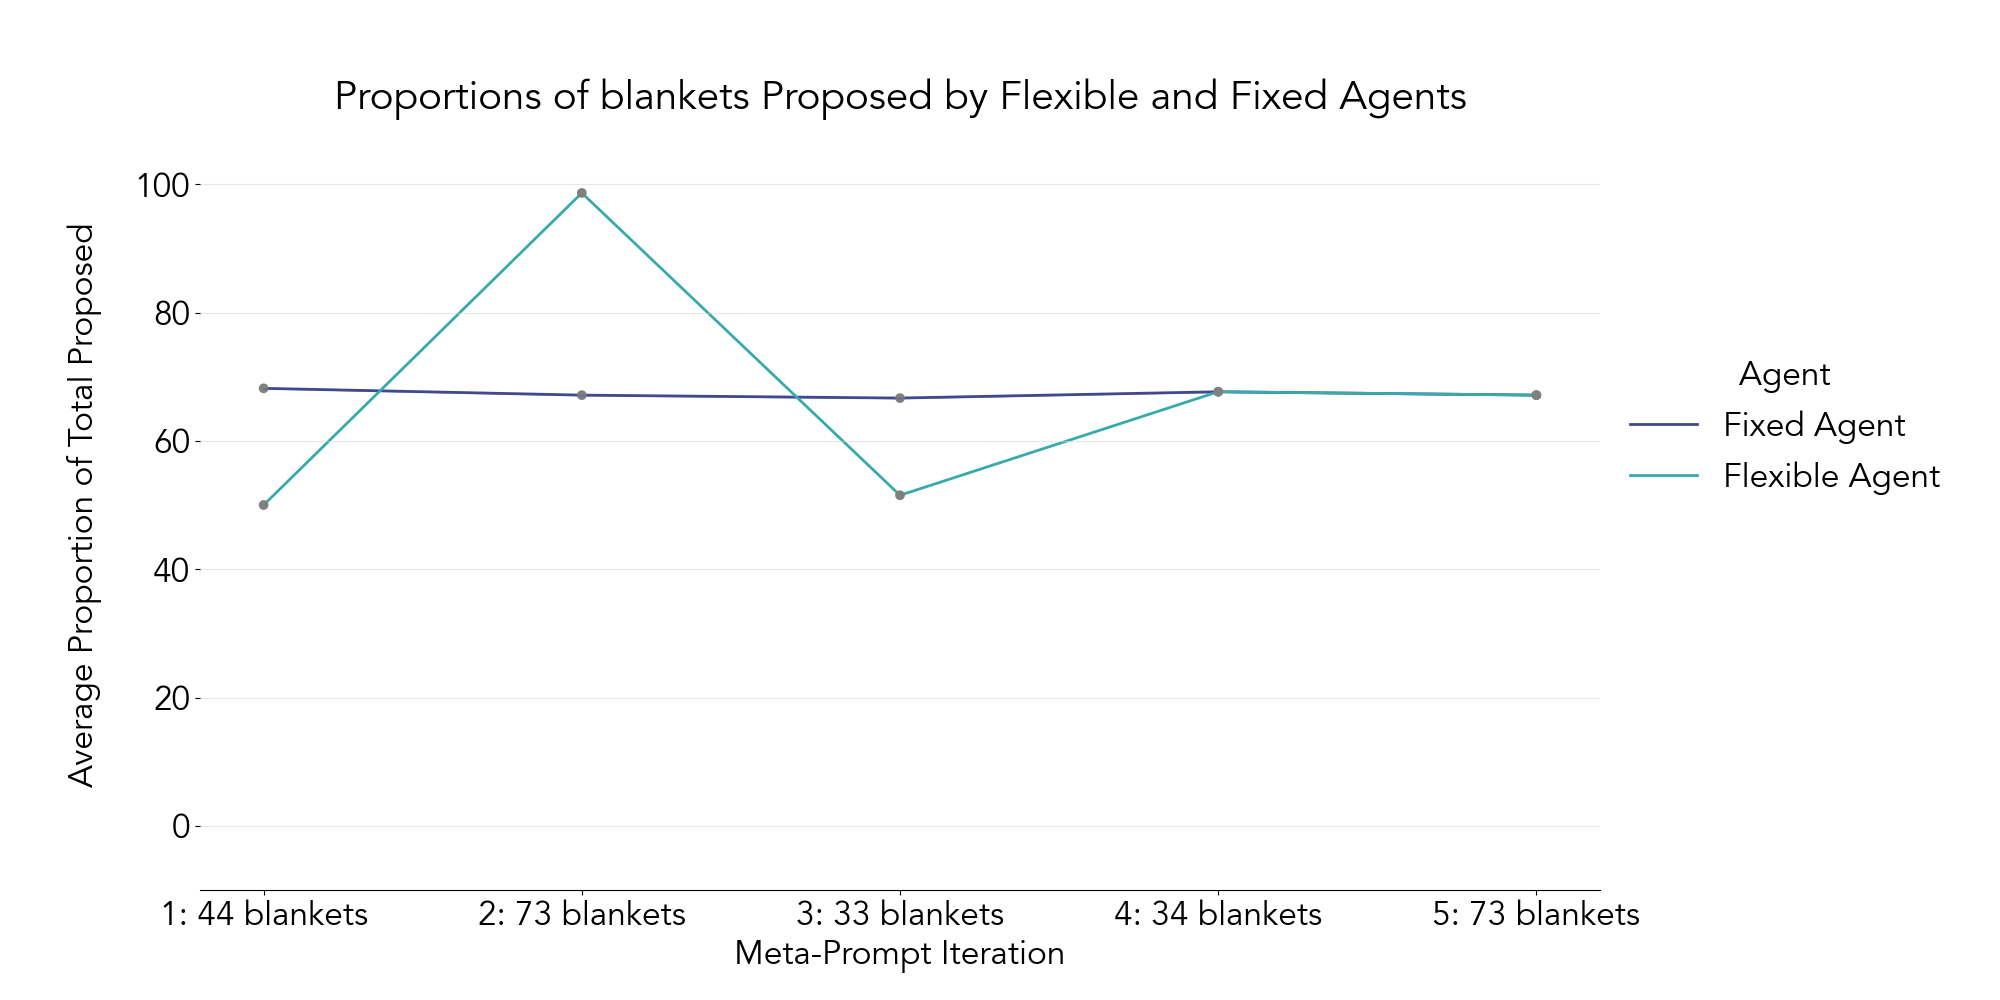 Proportions of blankets Proposed by Flexible and Fixed Agents
Average Proportion of Total Proposed
100
80
60
40
20
0
1: 44 blankets
2: 73 blankets
3: 33 blankets
4: 34 blankets
5: 73 blankets
Meta-Prompt Iteration
Agent
Fixed Agent
Flexible Agent